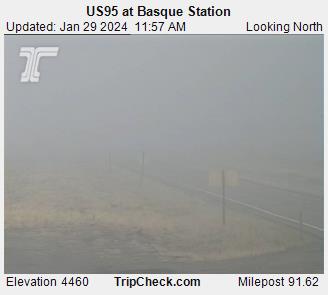 US95 at Basque Station
Updated: Jan 29 2024 11:57 AM Looking North
Elevation 4460 TripCheck.com Milepost 91.62